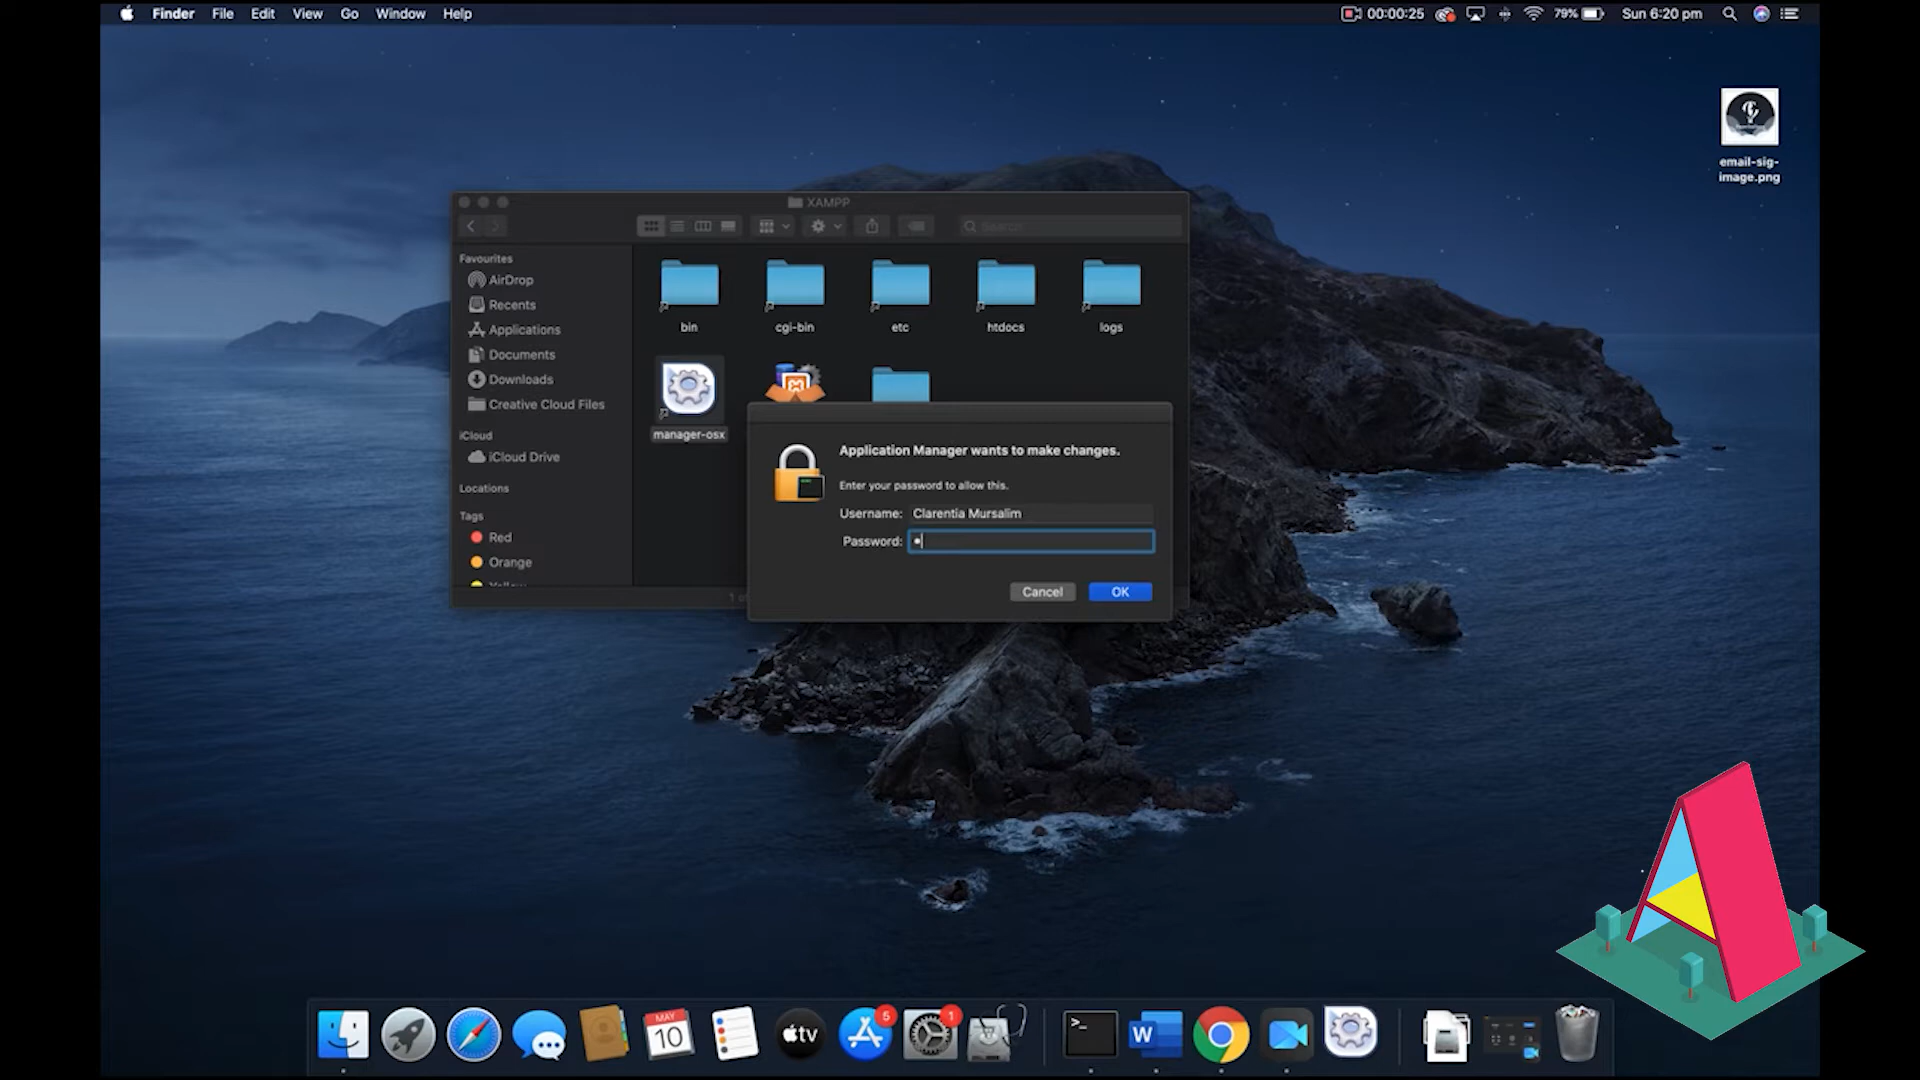 Finder File Edit View Go Window Help
00:00:25 79% Sun 6:20 pm
email-sig-
image.png
XAMPP
Search
Favourites
AirDrop
Recents
Applications
Documents
Downloads
Creative Cloud Files
iCloud
iCloud Drive
Locations
Tags
Red
Orange
Yellow
bin cgi-bin etc htdocs logs
manager-osx
Application Manager wants to make changes.
Enter your password to allow this.
Username: Clarentia Mursalim
Password: •
Cancel OK
MAY
10
tv
5
1
>_
W